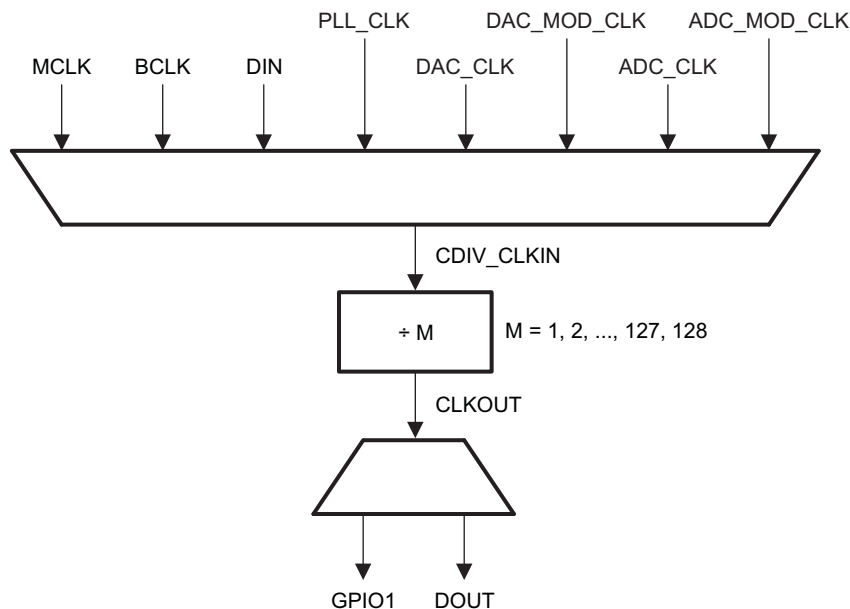 PLL_CLK DAC_MOD_CLK ADC_MOD_CLK
MCLK BCLK DIN DAC_CLK ADC_CLK
CDIV_CLKIN
÷ M M = 1, 2, ..., 127, 128
CLKOUT
GPIO1 DOUT